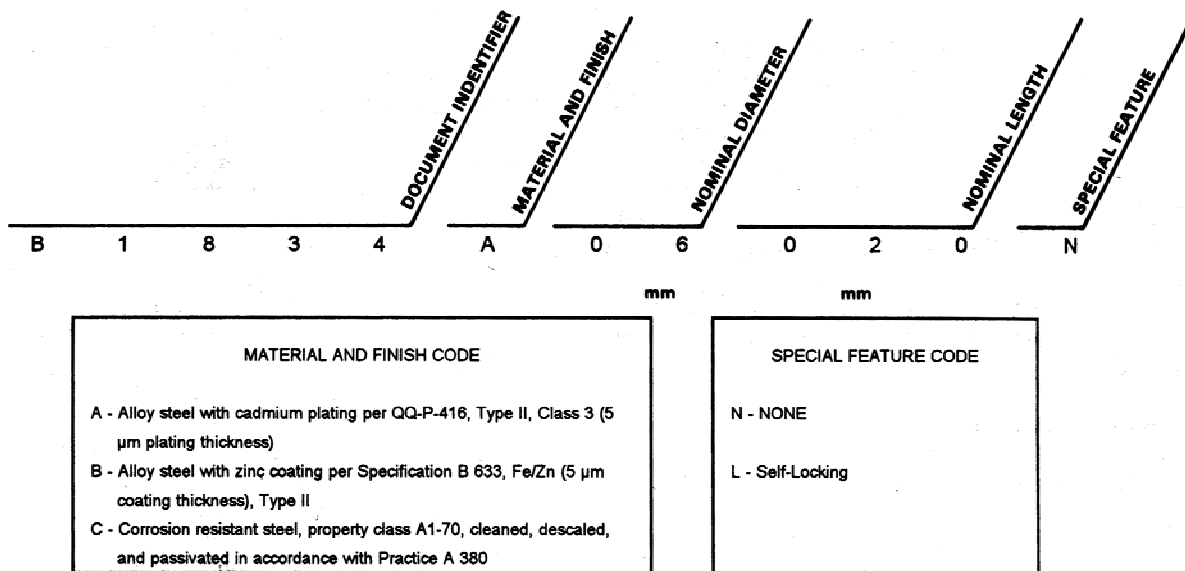 DOCUMENT INDENTIFIER
MATERIAL AND FINISH
NOMINAL DIAMETER
NOMINAL LENGTH
SPECIAL FEATURE
B 1 8 3 4 A 0 6 0 2 0 N
mm mm
MATERIAL AND FINISH CODE
A - Alloy steel with cadmium plating per QQ-P-416, Type II, Class 3 (5
µm plating thickness)
B - Alloy steel with zinc coating per Specification B 633, Fe/Zn (5 µm
coating thickness), Type II
C - Corrosion resistant steel, property class A1-70, cleaned, descaled,
and passivated in accordance with Practice A 380
SPECIAL FEATURE CODE
N - NONE
L - Self-Locking